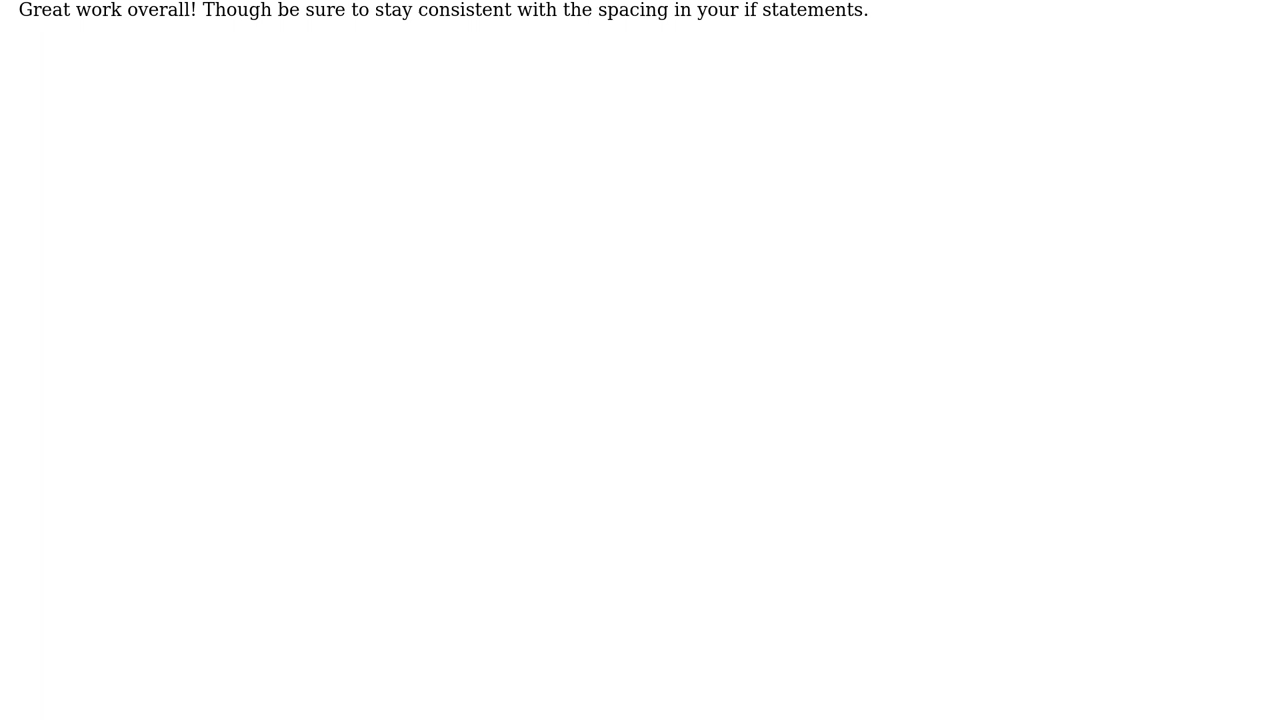 Great work overall! Though be sure to stay consistent with the spacing in your if statements.